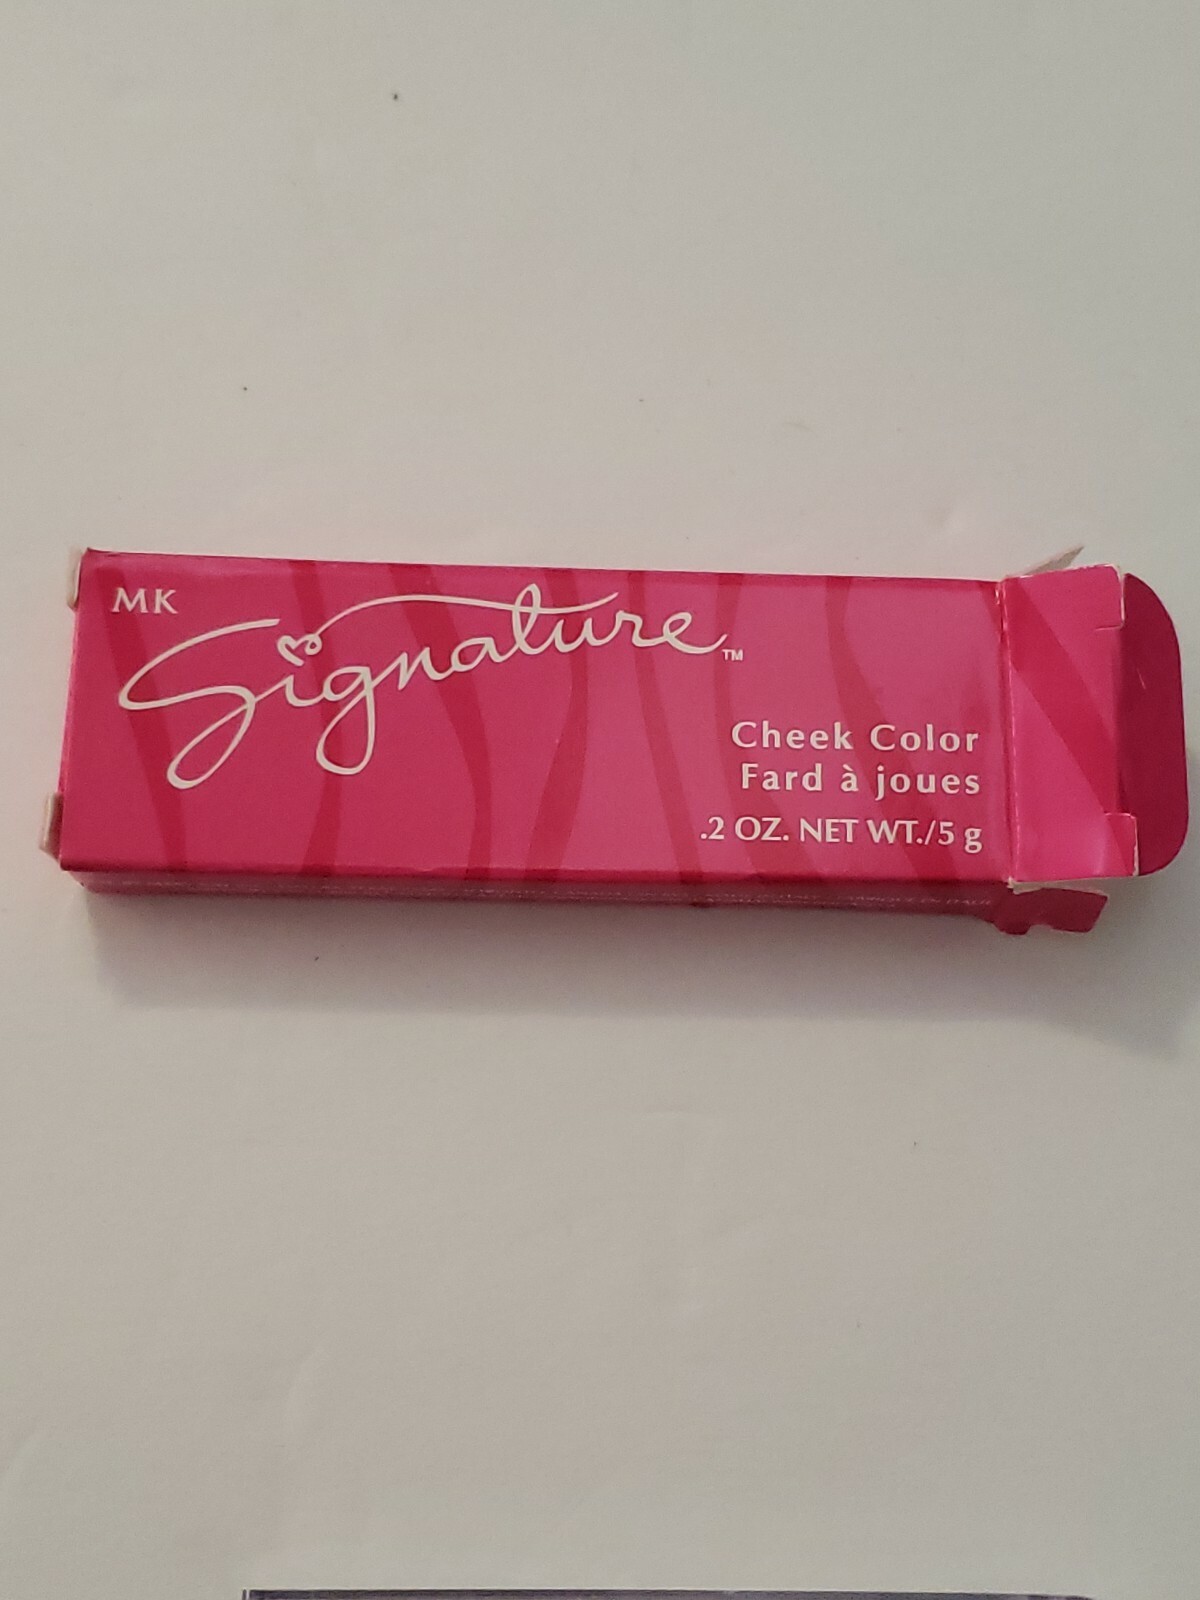 MK
Signature™
Cheek Color
Fard à joues
.2 OZ. NET WT./5 g